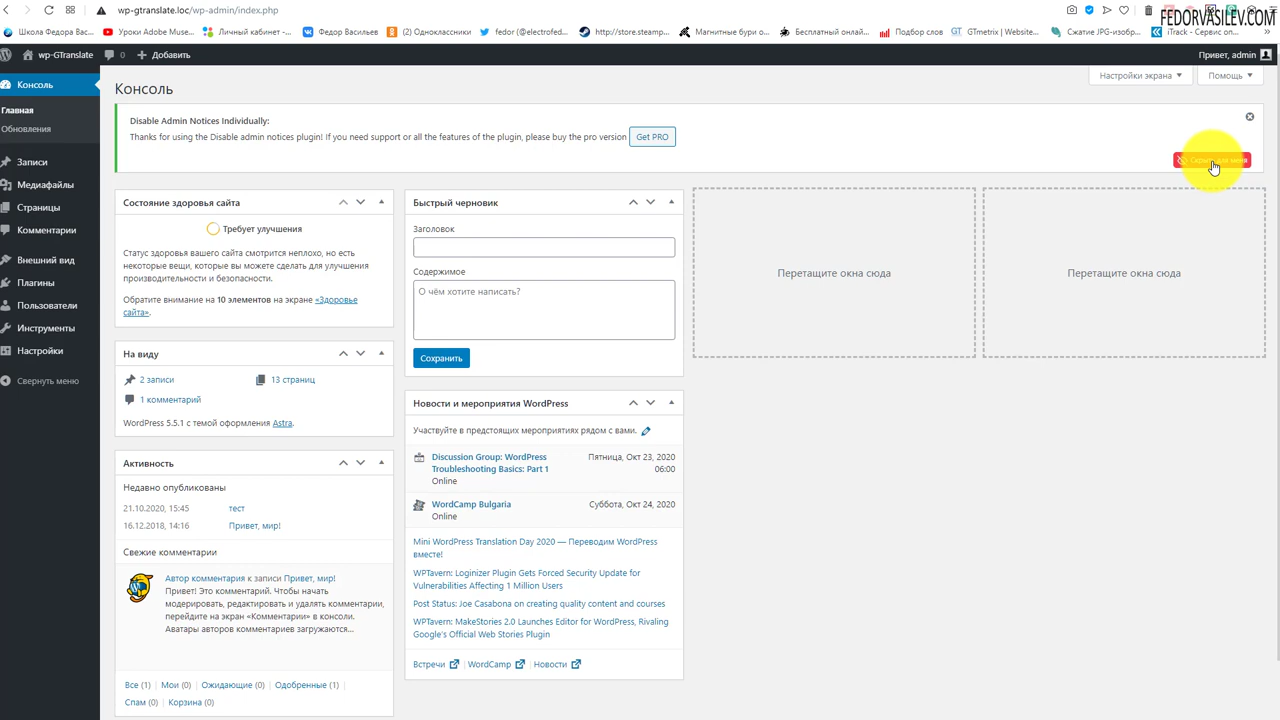 wp-gtranslate.loc/wp-admin/index.php
FEDORVASILEV.COM
Школа Федора Вас...
Уроки Adobe Muse...
Личный кабинет -...
Федор Васильев
(2) Одноклассники
fedor (@electrofed...
http://store.steamp...
Магнитные бури о...
Бесплатный онлай...
Подбор слов
GTmetrix | Website...
Сжатие JPG-изобр...
iTrack - Сервис оп...
wp-GTranslate
0
Добавить
Привет, admin
Консоль
Главная
Обновления
Записи
Медиафайлы
Страницы
Комментарии
Внешний вид
Плагины
Пользователи
Инструменты
Настройки
Свернуть меню
Настройки экрана
Помощь
Консоль
Disable Admin Notices Individually:
Thanks for using the Disable admin notices plugin! If you need support or all the features of the plugin, please buy the pro version
Get PRO
Скрыть для меня
Состояние здоровья сайта
Требует улучшения
Статус здоровья вашего сайта смотрится неплохо, но есть
некоторые вещи, которые вы можете сделать для улучшения
производительности и безопасности.
Обратите внимание на 10 элементов на экране «Здоровье
сайта».
На виду
2 записи
13 страниц
1 комментарий
WordPress 5.5.1 с темой оформления Astra.
Активность
Недавно опубликованы
21.10.2020, 15:45 тест
16.12.2018, 14:16 Привет, мир!
Свежие комментарии
Автор комментария к записи Привет, мир!
Привет! Это комментарий. Чтобы начать
модерировать, редактировать и удалять комментарии,
перейдите на экран «Комментарии» в консоли.
Аватары авторов комментариев загружаются...
Все (1) | Мои (0) | Ожидающие (0) | Одобренные (1) |
Спам (0) | Корзина (0)
Быстрый черновик
Заголовок
Содержимое
О чём хотите написать?
Сохранить
Новости и мероприятия WordPress
Участвуйте в предстоящих мероприятиях рядом с вами.
Discussion Group: WordPress
Troubleshooting Basics: Part 1
Online
Пятница, Окт 23, 2020
06:00
WordCamp Bulgaria
Online
Суббота, Окт 24, 2020
Mini WordPress Translation Day 2020 — Переводим WordPress
вместе!
WPTavern: Loginizer Plugin Gets Forced Security Update for
Vulnerabilities Affecting 1 Million Users
Post Status: Joe Casabona on creating quality content and courses
WPTavern: MakeStories 2.0 Launches Editor for WordPress, Rivaling
Google's Official Web Stories Plugin
Встречи | WordCamp | Новости
Перетащите окна сюда
Перетащите окна сюда